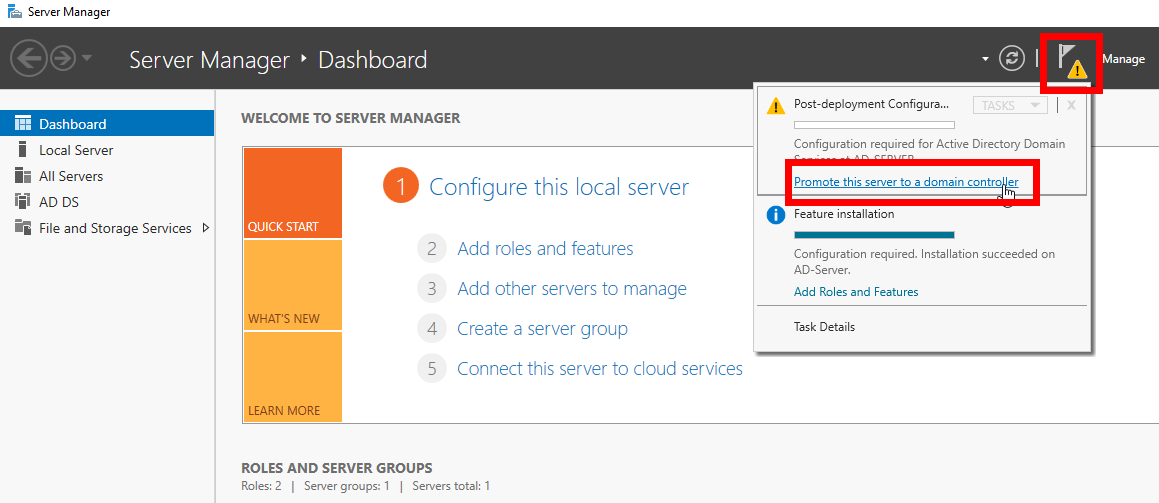 Server Manager
Server Manager ‣ Dashboard
Manage
Dashboard
Local Server
All Servers
AD DS
File and Storage Services
WELCOME TO SERVER MANAGER
QUICK START
WHAT'S NEW
LEARN MORE
1 Configure this local server
2 Add roles and features
3 Add other servers to manage
4 Create a server group
5 Connect this server to cloud services
Post-deployment Configura... TASKS x
Configuration required for Active Directory Domain
Services at AD-SERVER
Promote this server to a domain controller
Feature installation
Configuration required. Installation succeeded on
AD-Server.
Add Roles and Features
Task Details
ROLES AND SERVER GROUPS
Roles: 2 | Server groups: 1 | Servers total: 1